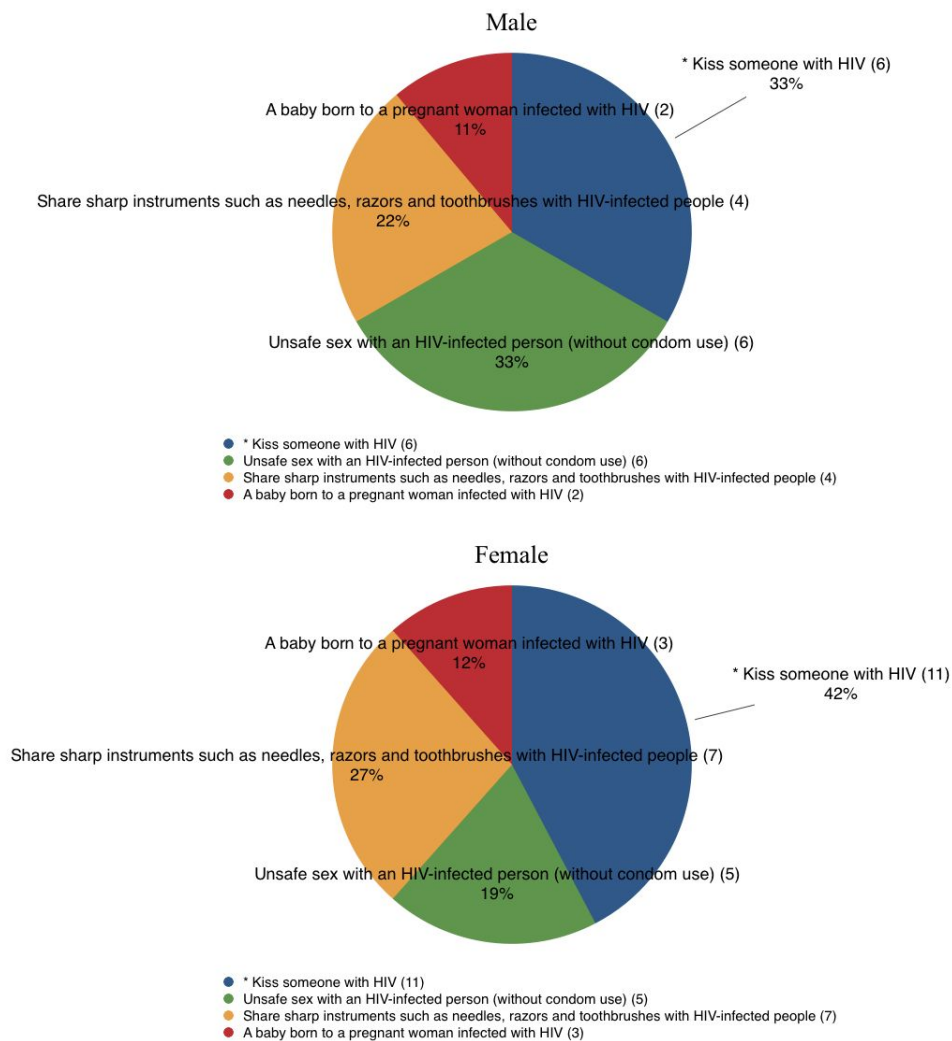 Male
* Kiss someone with HIV (6)
33%
A baby born to a pregnant woman infected with HIV (2)
11%
Share sharp instruments such as needles, razors and toothbrushes with HIV-infected people (4)
22%
Unsafe sex with an HIV-infected person (without condom use) (6)
33%
* Kiss someone with HIV (6)
Unsafe sex with an HIV-infected person (without condom use) (6)
Share sharp instruments such as needles, razors and toothbrushes with HIV-infected people (4)
A baby born to a pregnant woman infected with HIV (2)
Female
A baby born to a pregnant woman infected with HIV (3)
12%
* Kiss someone with HIV (11)
42%
Share sharp instruments such as needles, razors and toothbrushes with HIV-infected people (7)
27%
Unsafe sex with an HIV-infected person (without condom use) (5)
19%
* Kiss someone with HIV (11)
Unsafe sex with an HIV-infected person (without condom use) (5)
Share sharp instruments such as needles, razors and toothbrushes with HIV-infected people (7)
A baby born to a pregnant woman infected with HIV (3)